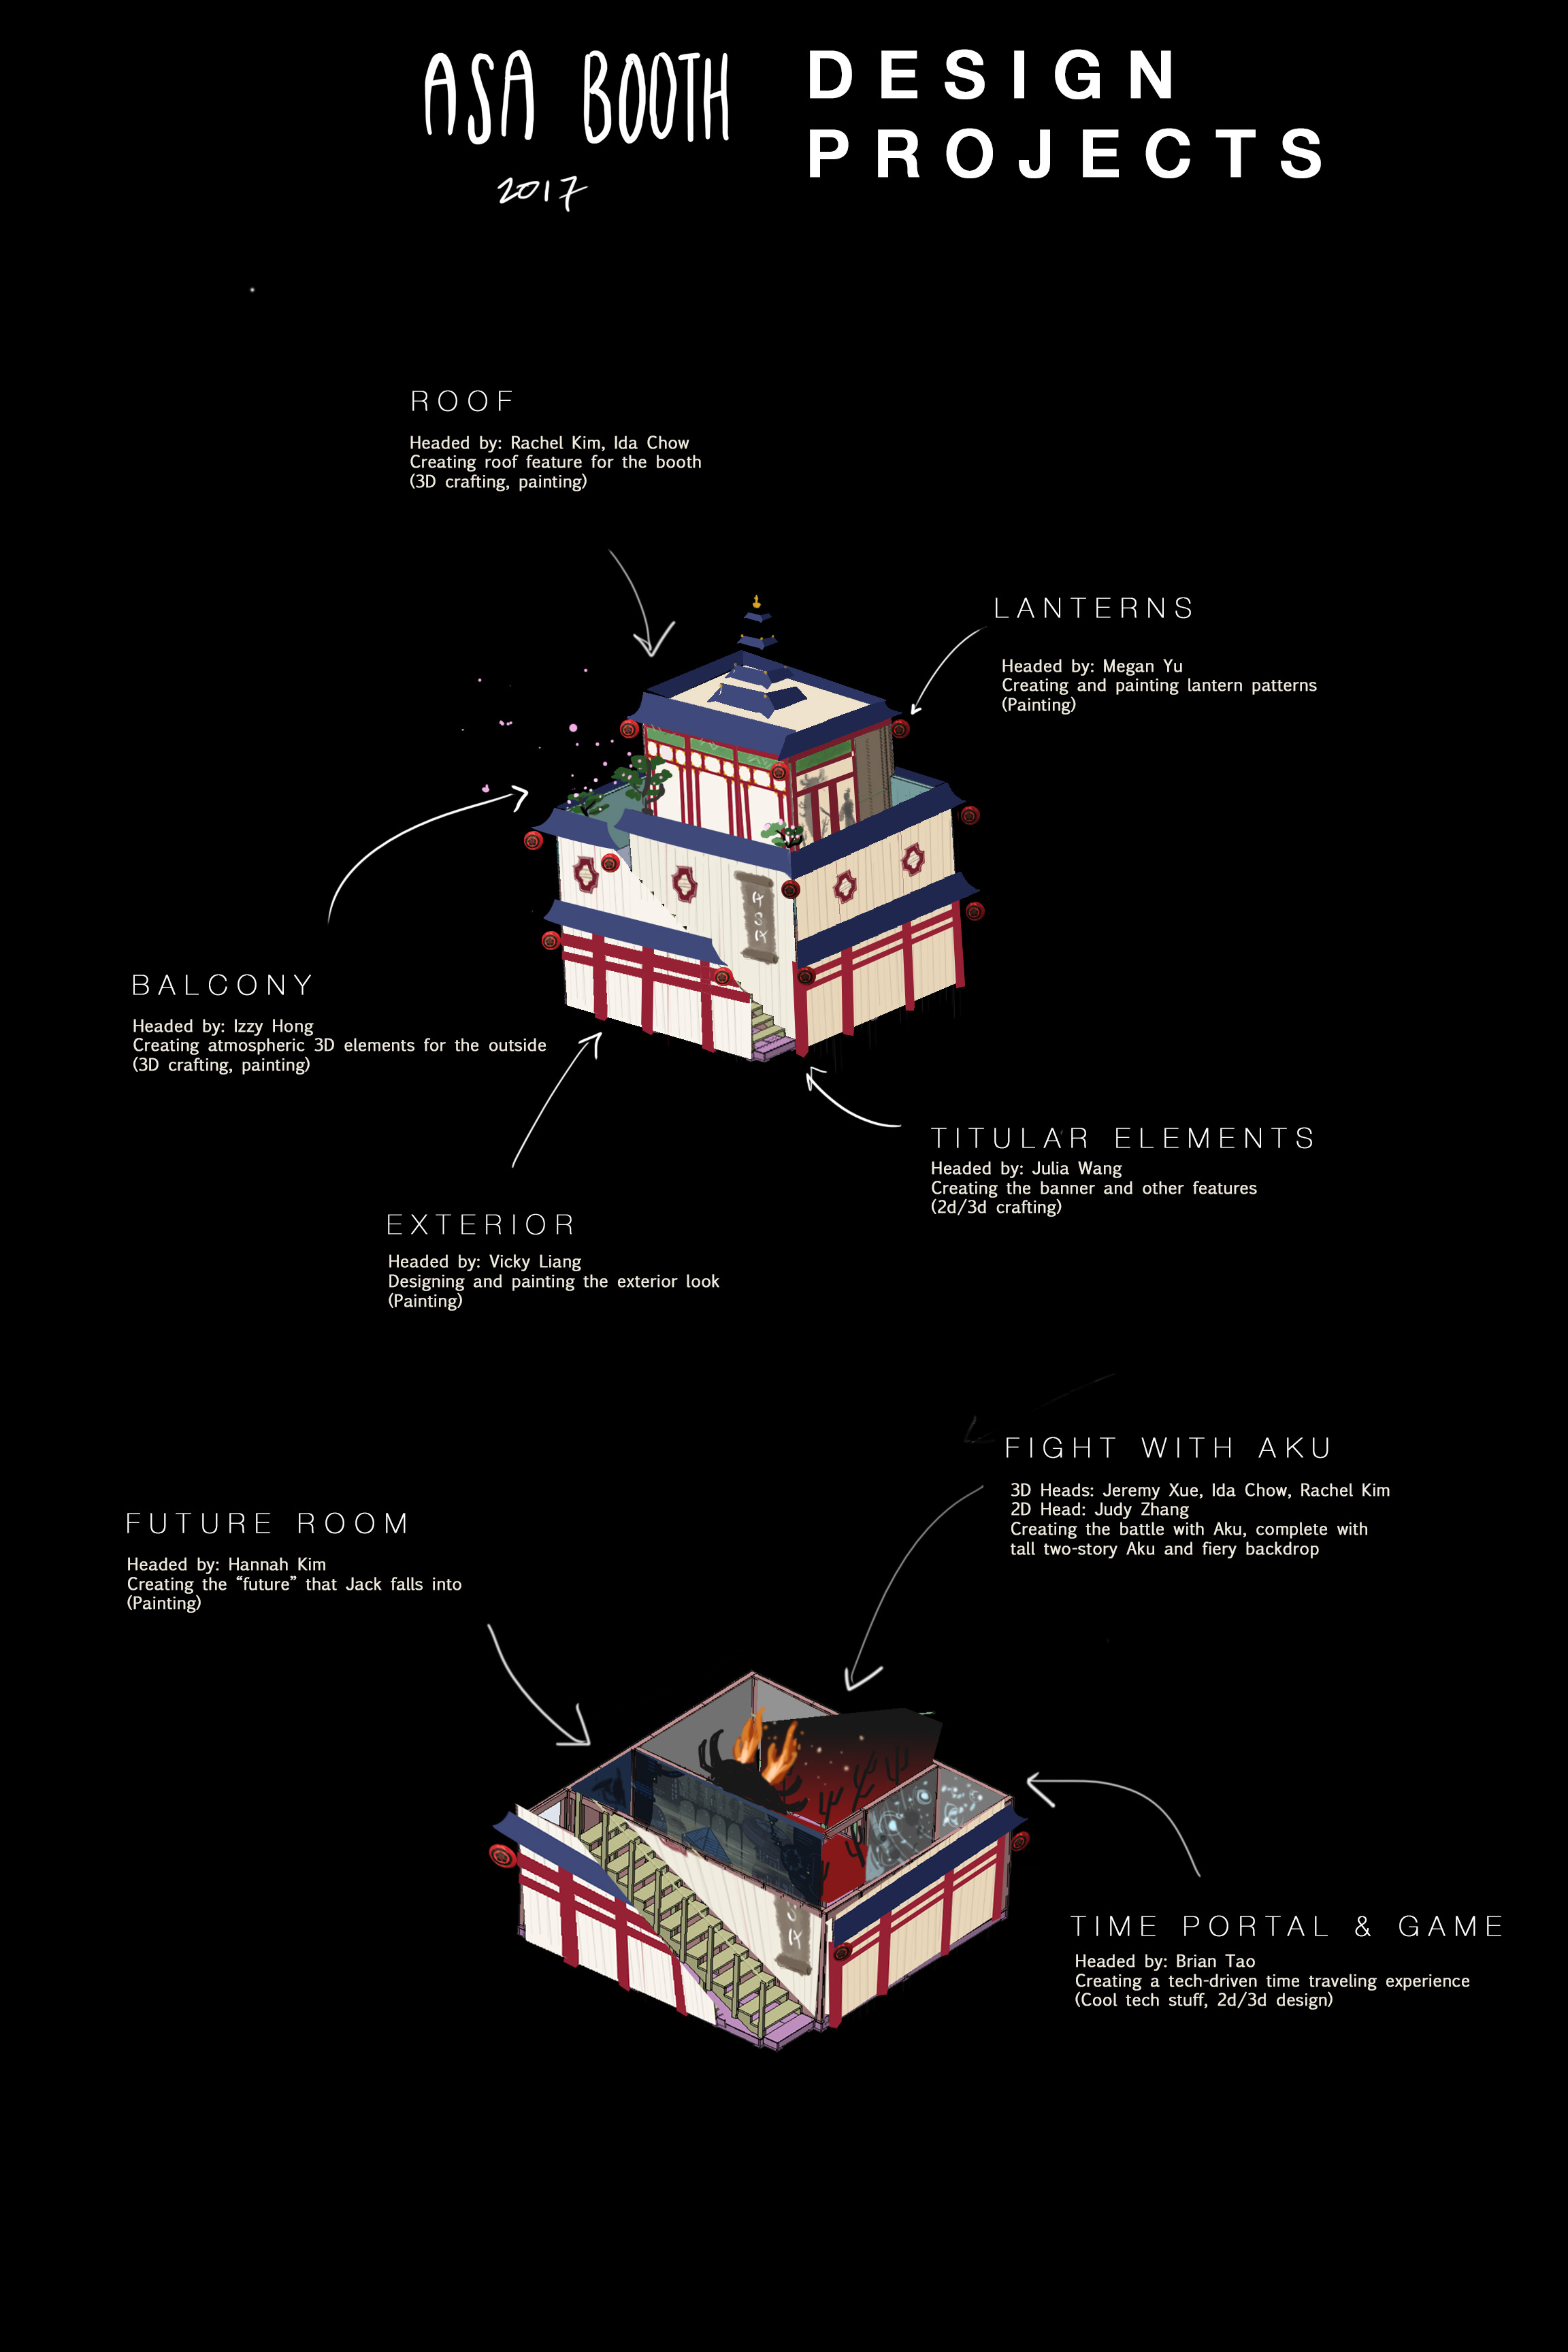 ASA BOOTH
2017
DESIGN
PROJECTS
ROOF
Headed by: Rachel Kim, Ida Chow
Creating roof feature for the booth
(3D crafting, painting)
LANTERNS
Headed by: Megan Yu
Creating and painting lantern patterns
(Painting)
ASA
BALCONY
Headed by: Izzy Hong
Creating atmospheric 3D elements for the outside
(3D crafting, painting)
TITULAR ELEMENTS
Headed by: Julia Wang
Creating the banner and other features
(2d/3d crafting)
EXTERIOR
Headed by: Vicky Liang
Designing and painting the exterior look
(Painting)
FIGHT WITH AKU
3D Heads: Jeremy Xue, Ida Chow, Rachel Kim
2D Head: Judy Zhang
Creating the battle with Aku, complete with
tall two-story Aku and fiery backdrop
FUTURE ROOM
Headed by: Hannah Kim
Creating the “future” that Jack falls into
(Painting)
TIME PORTAL & GAME
Headed by: Brian Tao
Creating a tech-driven time traveling experience
(Cool tech stuff, 2d/3d design)